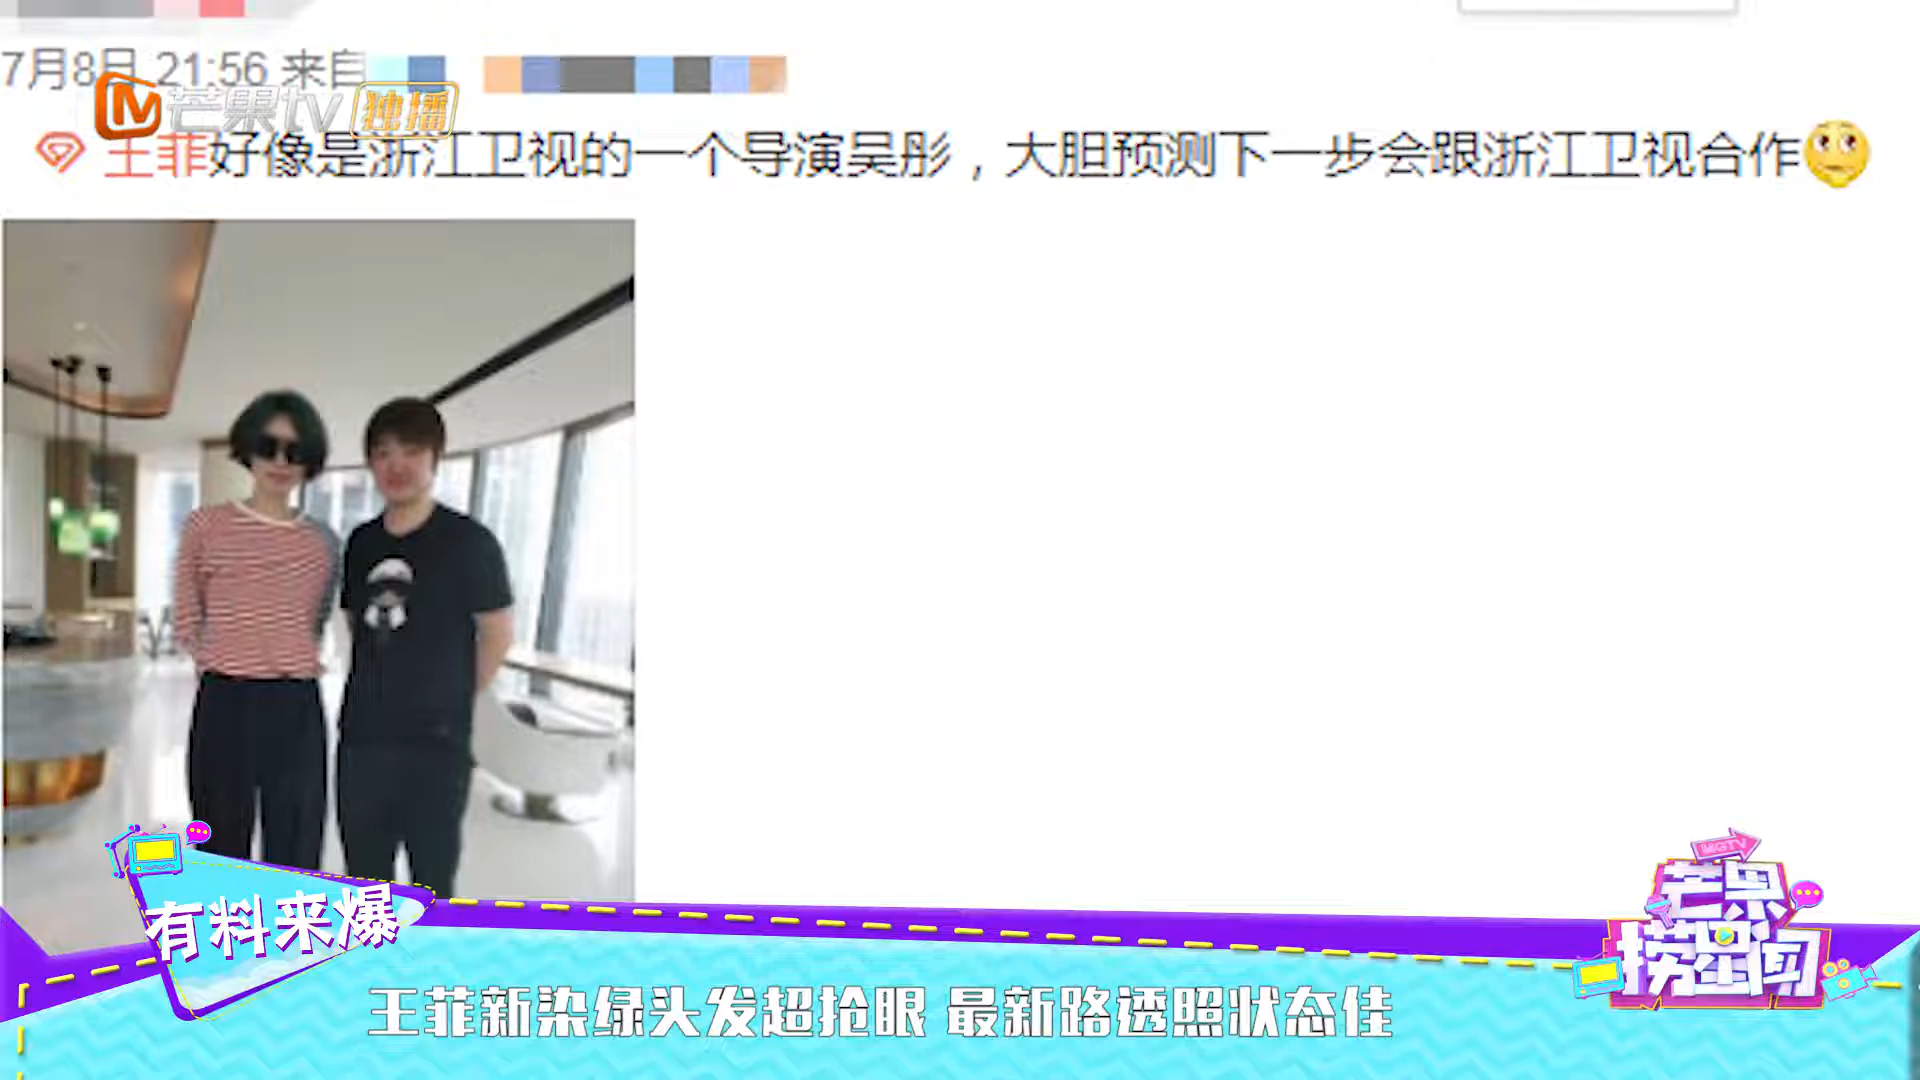 7月8日 21:56 来自
芒果tv 独播
王菲好像是浙江卫视的一个导演吴彤，大胆预测下一步会跟浙江卫视合作
有料来爆
MGTV
芒果
捞星闻
王菲新染绿头发超抢眼 最新路透照状态佳